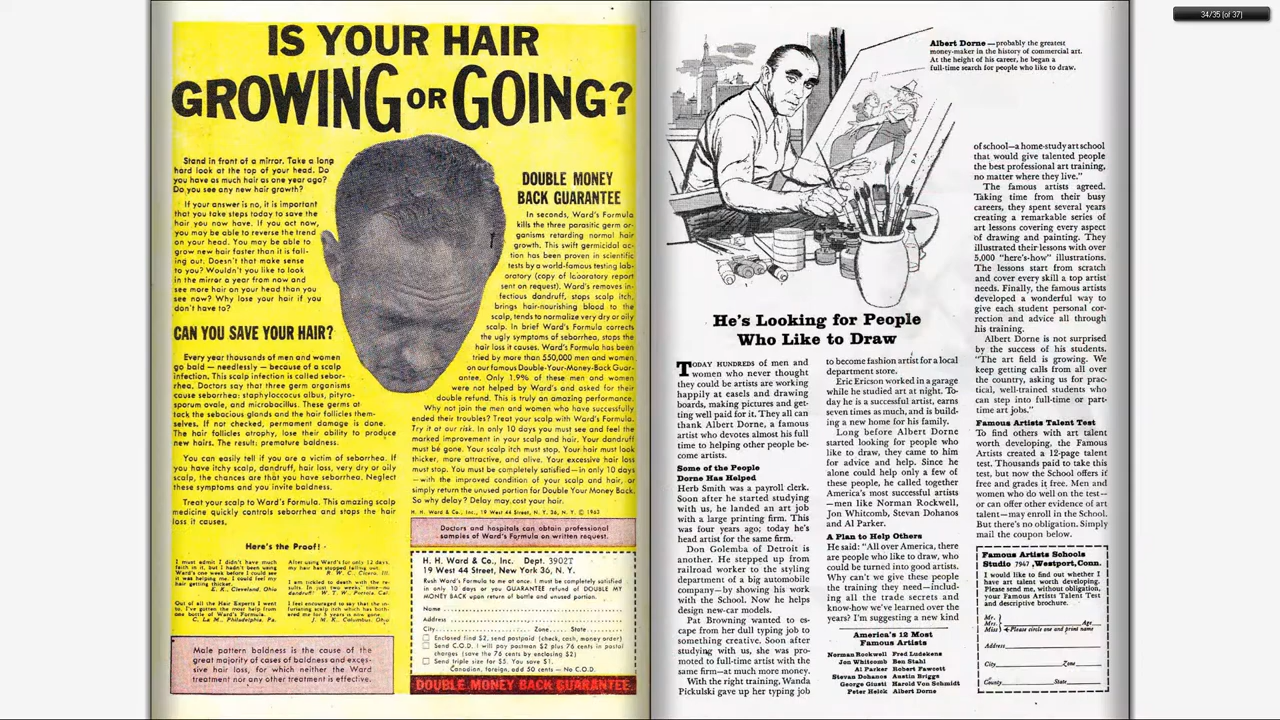 34/35 (of 37)
IS YOUR HAIR
GROWING OR GOING?
Stand in front of a mirror. Take a long
hard look at the top of your head. Do
you have as much hair as one year ago?
Do you see any new hair growth?
If your answer is no, it is important
that you take steps today to save the
hair you now have. If you act now,
you may be able to reverse the trend
on your head. You may be able to
grow new hair faster than it is fall-
ing out. Doesn't that make sense
to you? Wouldn't you like to look
in the mirror a year from now and
see more hair on your head than you
see now? Why lose your hair if you
don't have to?
CAN YOU SAVE YOUR HAIR?
Every year thousands of men and women
go bald — needlessly — because of a scalp
infection. This scalp infection is called sebor-
rhea. Doctors say that three germ organisms
cause seborrhea: staphylococcus albus, pityro-
sporum ovale, and microbacillus. These germs at-
tack the sebacious glands and the hair follicles them-
selves. If not checked, permanent damage is done.
The hair follicles atrophy, lose their ability to produce
new hairs. The result: premature baldness.
You can easily tell if you are a victim of seborrhea. If
you have itchy scalp, dandruff, hair loss, very dry or oily
scalp, the chances are that you have seborrhea. Neglect
these symptoms and you invite baldness.
Treat your scalp to Ward's Formula. This amazing scalp
medicine quickly controls seborrhea and stops the hair
loss it causes.
Here's the Proof!
I must admit I didn't have much
faith in it, but I hadn't been using
Ward's one week before I could see
it was helping me. I could feel my
hair getting thicker.
E. K., Cleveland, Ohio
Out of all the Hair Experts I went
to, I've gotten the most help from
one bottle of Ward's Formula.
C. La M., Philadelphia, Pa.
After using Ward's for only 12 days,
my hair has stopped falling out.
R. W. C., Cicero, Ill.
I am tickled to death with the re-
sults. In just two weeks' time—no
dandruff!
W. T. W., Portola, Cal.
I feel encouraged to say that the in-
furiating scalp itch which has both-
ered me for 5 years is now gone.
J. M. K., Columbus, Ohio
Male pattern baldness is the cause of the
great majority of cases of baldness and exces-
sive hair loss, for which neither the Ward
treatment nor any other treatment is effective.
DOUBLE MONEY
BACK GUARANTEE
In seconds, Ward's Formula
kills the three parasitic germ or-
ganisms retarding normal hair
growth. This swift germicidal ac-
tion has been proven in scientific
tests by a world-famous testing lab-
oratory (copy of laboratory report
sent on request). Ward's removes in-
fectious dandruff, stops scalp itch,
brings hair-nourishing blood to the
scalp, tends to normalize very dry or oily
scalp. In brief Ward's Formula corrects
the ugly symptoms of seborrhea, stops the
hair loss it causes. Ward's Formula has been
tried by more than 550,000 men and women
on our famous Double-Your-Money-Back Guar-
antee. Only 1.9% of these men and women
were not helped by Ward's and asked for their
double refund. This is truly an amazing performance.
Why not join the men and women who have successfully
ended their troubles? Treat your scalp with Ward's Formula.
Try it at our risk. In only 10 days you must see and feel the
marked improvement in your scalp and hair. Your dandruff
must be gone. Your scalp itch must stop. Your hair must look
thicker, more attractive, and alive. Your excessive hair loss
must stop. You must be completely satisfied—in only 10 days
—with the improved condition of your scalp and hair, or
simply return the unused portion for Double Your Money Back.
So why delay? Delay may cost your hair.
H. H. Ward & Co., Inc., 19 West 44 Street, N.Y. 36, N.Y. © 1963
Doctors and hospitals can obtain professional
samples of Ward's Formula on written request.
H. H. Ward & Co., Inc. Dept. 3902T
19 West 44 Street, New York 36, N. Y.
Rush Ward's Formula to me at once. I must be completely satisfied
in only 10 days or you GUARANTEE refund of DOUBLE MY
MONEY BACK upon return of bottle and unused portion.
Name
Address
City Zone State
Enclosed find $2, send postpaid (check, cash, money order)
Send C.O.D. I will pay postman $2 plus 76 cents in postal
charges (save the 76 cents by enclosing $2)
Send triple size for $5. You save $1.
Canadian, foreign, add 50 cents — No C.O.D.
DOUBLE MONEY BACK GUARANTEE
Albert Dorne — probably the greatest
money-maker in the history of commercial art.
At the height of his career, he began a
full-time search for people who like to draw.
He's Looking for People
Who Like to Draw
TODAY HUNDREDS of men and
women who never thought
they could be artists are working
happily at easels and drawing
boards, making pictures and get-
ting well paid for it. They all can
thank Albert Dorne, a famous
artist who devotes almost his full
time to helping other people be-
come artists.
Some of the People
Dorne Has Helped
Herb Smith was a payroll clerk.
Soon after he started studying
with us, he landed an art job
with a large printing firm. This
was four years ago; today he's
head artist for the same firm.
Don Golemba of Detroit is
another. He stepped up from
railroad worker to the styling
department of a big automobile
company—by showing his work
with the School. Now he helps
design new-car models.
Pat Browning wanted to es-
cape from her dull typing job to
something creative. Soon after
studying with us, she was pro-
moted to full-time artist with the
at much more money.
With the right training, Wanda
Pickulski gave up her typing job
to become fashion artist for a local
department store.
Eric Ericson worked in a garage
while he studied art at night. To-
day he is a successful artist, earns
seven times as much, and is build-
ing a new home for his family.
Long before Albert Dorne
started looking for people who
like to draw, they came to him
for advice and help. Since he
alone could help only a few of
these people, he called together
America's most successful artists
—men like Norman Rockwell,
Jon Whitcomb, Stevan Dohanos
and Al Parker.
A Plan to Help Others
He said: "All over America, there
are people who like to draw, who
could be turned into good artists.
Why can't we give these people
the training they need—includ-
ing all the trade secrets and
know-how we've learned over the
years? I'm suggesting a new kind
America's 12 Most
Famous Artists
Norman Rockwell Fred Ludekens
Jon Whitcomb Ben Stahl
Al Parker Robert Fawcett
Stevan Dohanos Austin Briggs
George Giusti Harold Von Schmidt
Peter Helck Albert Dorne
of school—a home-study art school
that would give talented people
the best professional art training,
no matter where they live."
The famous artists agreed.
Taking time from their busy
careers, they spent several years
creating a remarkable series of
art lessons covering every aspect
of drawing and painting. They
illustrated their lessons with over
5,000 "here's-how" illustrations.
The lessons start from scratch
and cover every skill a top artist
needs. Finally, the famous artists
developed a wonderful way to
give each student personal cor-
rection and advice all through
his training.
Albert Dorne is not surprised
by the success of his students.
"The art field is growing. We
keep getting calls from all over
the country, asking us for prac-
tical, well-trained students who
can step into full-time or part-
time art jobs."
Famous Artists Talent Test
To find others with art talent
worth developing, the Famous
Artists created a 12-page talent
test. Thousands paid to take this
test, but now the School offers it
free and grades it free. Men and
women who do well on the test—
or can offer other evidence of art
talent—may enroll in the School.
But there's no obligation. Simply
mail the coupon below.
Famous Artists Schools
Studio 7947, Westport, Conn.
I would like to find out whether I
have art talent worth developing.
Please send me, without obligation,
your Famous Artists Talent Test
and descriptive brochure.
Mr.
Mrs. Age
Miss Please circle one and print name
Address
City Zone
County State